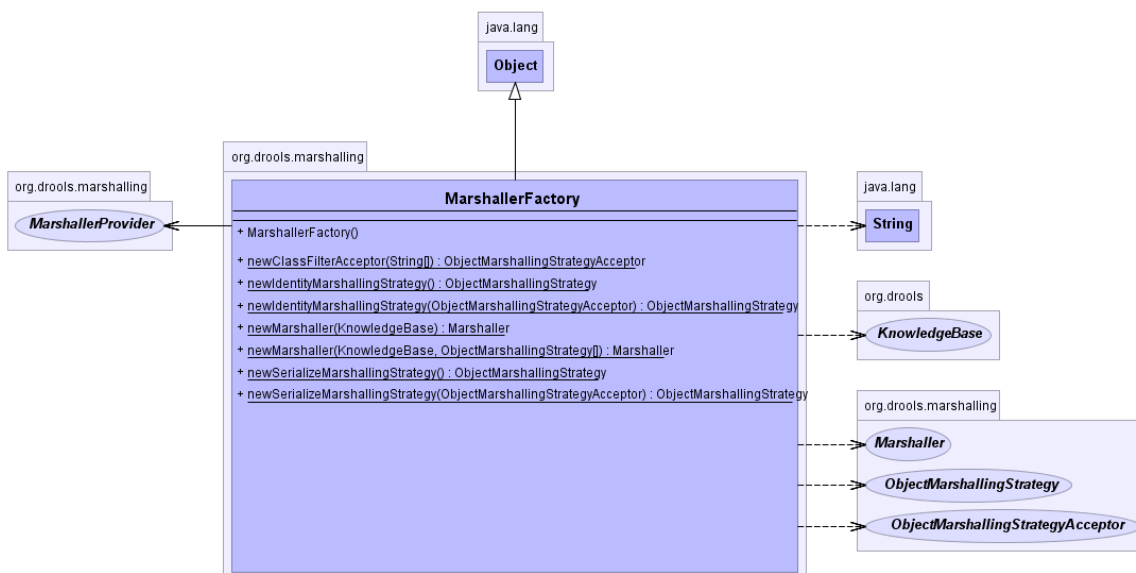 java.lang
Object
org.drools.marshalling
MarshallerProvider
org.drools.marshalling
MarshallerFactory
+ MarshallerFactory()
+ newClassFilterAcceptor(String[]) : ObjectMarshallingStrategyAcceptor
+ newIdentityMarshallingStrategy() : ObjectMarshallingStrategy
+ newIdentityMarshallingStrategy(ObjectMarshallingStrategyAcceptor) : ObjectMarshallingStrategy
+ newMarshaller(KnowledgeBase) : Marshaller
+ newMarshaller(KnowledgeBase, ObjectMarshallingStrategy[]) : Marshaller
+ newSerializeMarshallingStrategy() : ObjectMarshallingStrategy
+ newSerializeMarshallingStrategy(ObjectMarshallingStrategyAcceptor) : ObjectMarshallingStrategy
java.lang
String
org.drools
KnowledgeBase
org.drools.marshalling
Marshaller
ObjectMarshallingStrategy
ObjectMarshallingStrategyAcceptor